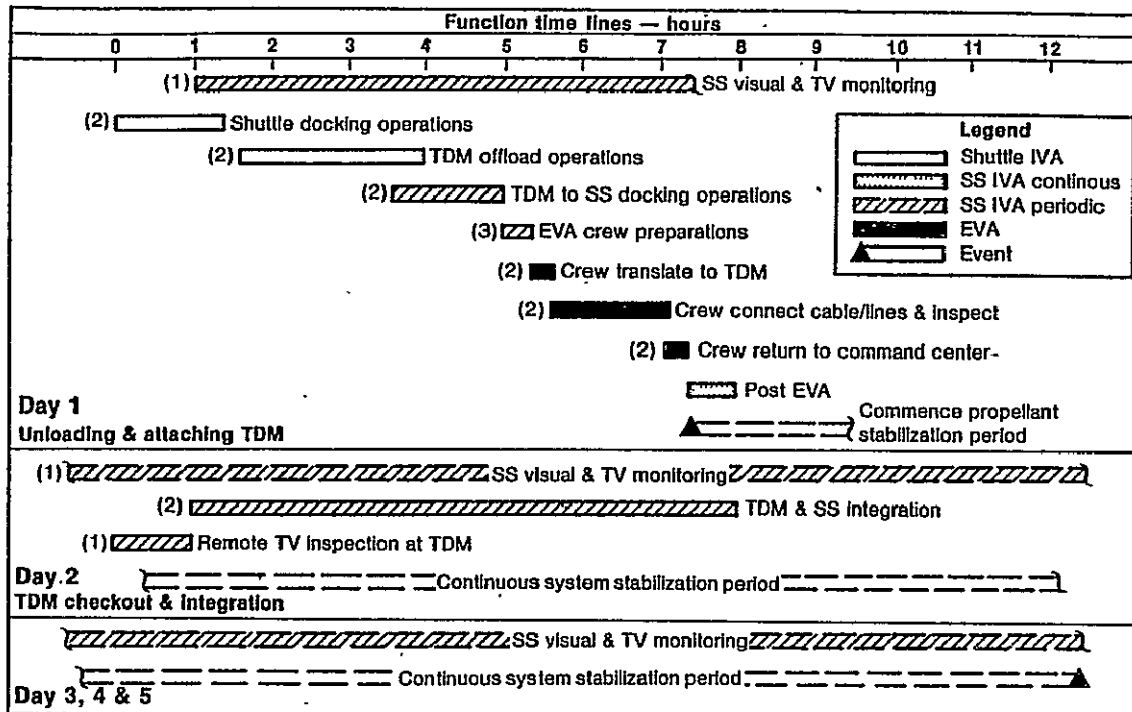 Function time lines — hours
0 1 2 3 4 5 6 7 8 9 10 11 12
(1) SS visual & TV monitoring
(2) Shuttle docking operations
(2) TDM offload operations
(2) TDM to SS docking operations
(3) EVA crew preparations
(2) Crew translate to TDM
(2) Crew connect cable/lines & inspect
(2) Crew return to command center-
Post EVA
Commence propellant
stabilization period
Legend
Shuttle IVA
SS IVA continous
SS IVA periodic
EVA
Event
Day 1
Unloading & attaching TDM
(1) SS visual & TV monitoring
(2) TDM & SS integration
(1) Remote TV inspection at TDM
Continuous system stabilization period
Day.2
TDM checkout & integration
SS visual & TV monitoring
Continuous system stabilization period
Day 3, 4 & 5